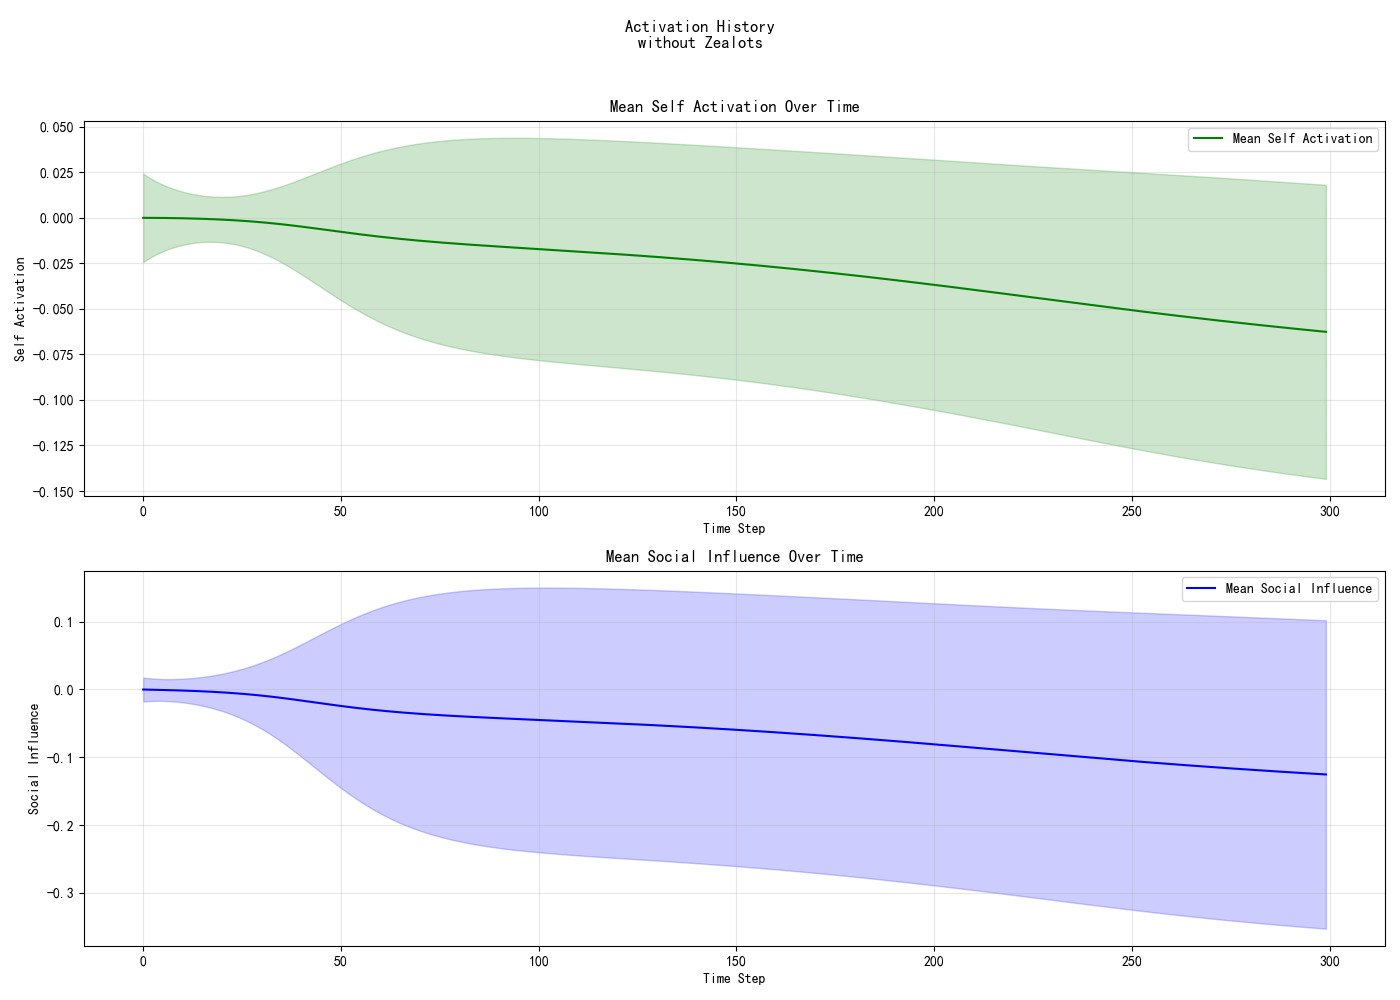 Activation History
without Zealots
Mean Self Activation Over Time
Mean Self Activation
Self Activation
0.050
0.025
0.000
−0.025
−0.050
−0.075
−0.100
−0.125
−0.150
0 50 100 150 200 250 300
Time Step
Mean Social Influence Over Time
Mean Social Influence
Social Influence
0.1
0.0
−0.1
−0.2
−0.3
0 50 100 150 200 250 300
Time Step